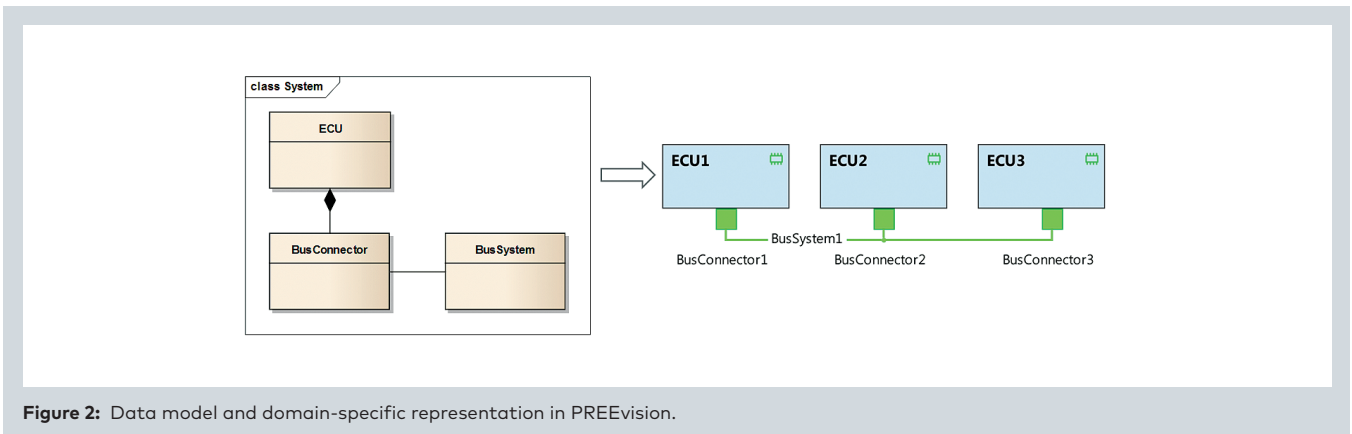 class System
ECU
BusConnector
BusSystem
ECU1
ECU2
ECU3
BusSystem1
BusConnector1
BusConnector2
BusConnector3
Figure 2: Data model and domain-specific representation in PREEvision.